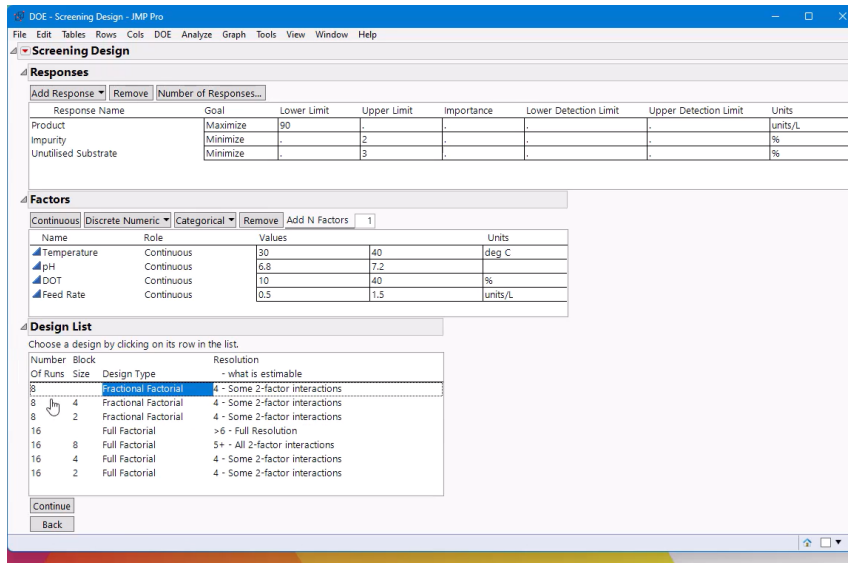 DOE - Screening Design - JMP Pro
File Edit Tables Rows Cols DOE Analyze Graph Tools View Window Help
Screening Design
Responses
Add Response Remove Number of Responses...
Response Name Goal Lower Limit Upper Limit Importance Lower Detection Limit Upper Detection Limit Units
Product Maximize 90 . . . . units/L
Impurity Minimize . 2 . . . %
Unutilised Substrate Minimize . 3 . . . %
Factors
Continuous Discrete Numeric Categorical Remove Add N Factors 1
Name Role Values Units
Temperature Continuous 30 40 deg C
pH Continuous 6.8 7.2
DOT Continuous 10 40 %
Feed Rate Continuous 0.5 1.5 units/L
Design List
Choose a design by clicking on its row in the list.
Number Block Resolution
Of Runs Size Design Type - what is estimable
8 Fractional Factorial 4 - Some 2-factor interactions
8 4 Fractional Factorial 4 - Some 2-factor interactions
8 2 Fractional Factorial 4 - Some 2-factor interactions
16 Full Factorial >6 - Full Resolution
16 8 Full Factorial 5+ - All 2-factor interactions
16 4 Full Factorial 4 - Some 2-factor interactions
16 2 Full Factorial 4 - Some 2-factor interactions
Continue
Back